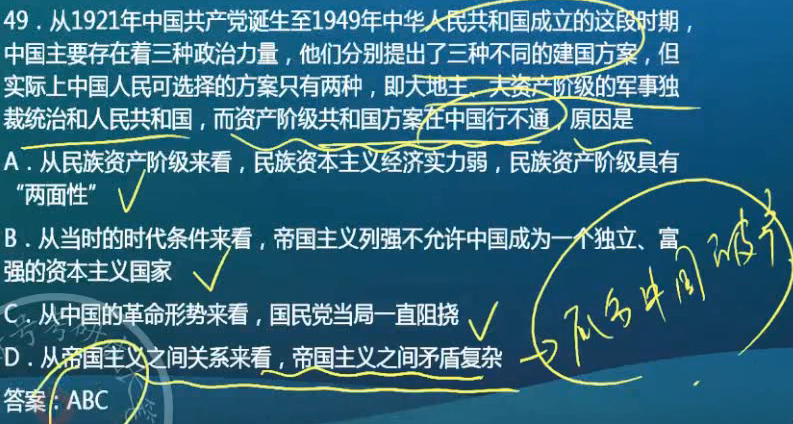 49．从1921年中国共产党诞生至1949年中华人民共和国成立的这段时期，
中国主要存在着三种政治力量，他们分别提出了三种不同的建国方案，但
实际上中国人民可选择的方案只有两种，即大地主、大资产阶级的军事独
裁统治和人民共和国，而资产阶级共和国方案在中国行不通，原因是
A．从民族资产阶级来看，民族资本主义经济实力弱，民族资产阶级具有
“两面性”
B．从当时的时代条件来看，帝国主义列强不允许中国成为一个独立、富
强的资本主义国家
C．从中国的革命形势来看，国民党当局一直阻挠
D．从帝国主义之间关系来看，帝国主义之间矛盾复杂
瓜分中国破产
答案：ABC